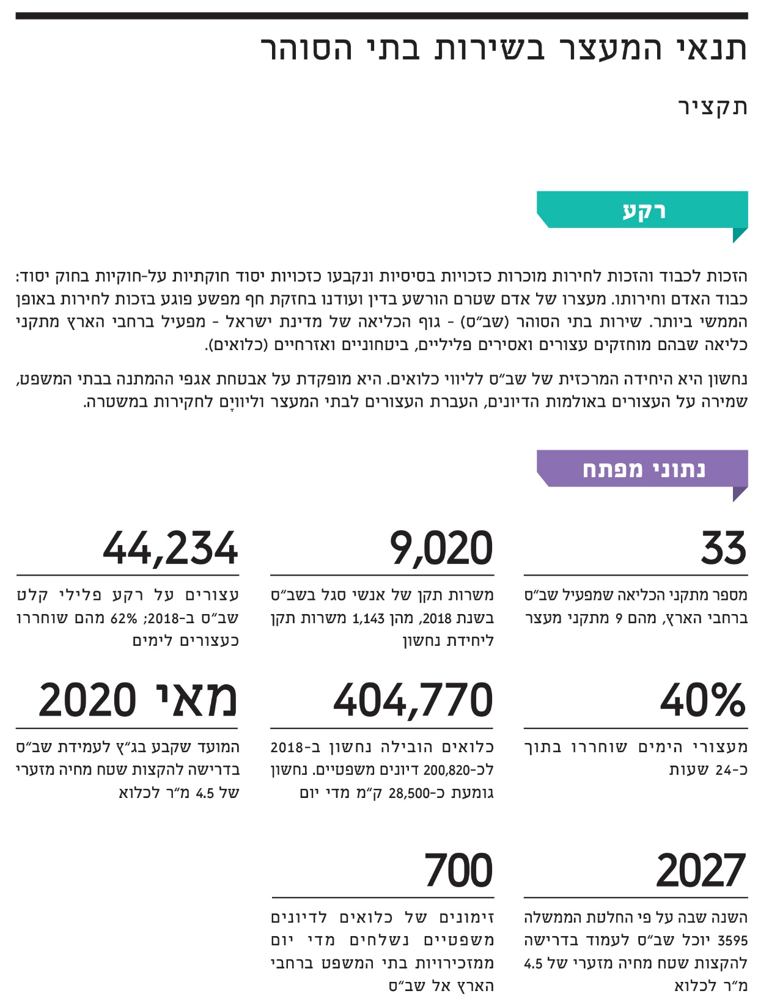 תנאי המעצר בשירות בתי הסוהר
תקציר
רקע
הזכות לכבוד והזכות לחירות מוכרות כזכויות בסיסיות ונקבעו כזכויות יסוד חוקתיות על-חוקיות בחוק יסוד:
כבוד האדם וחירותו. מעצרו של אדם שטרם הורשע בדין ועודנו בחזקת חף מפשע פוגע בזכות לחירות באופן
הממשי ביותר. שירות בתי הסוהר (שב"ס) - גוף הכליאה של מדינת ישראל - מפעיל ברחבי הארץ מתקני
כליאה שבהם מוחזקים עצורים ואסירים פליליים, ביטחוניים ואזרחיים (כלואים).
נחשון היא היחידה המרכזית של שב"ס לליווי כלואים. היא מופקדת על אבטחת אגפי ההמתנה בבתי המשפט,
שמירה על העצורים באולמות הדיונים, העברת העצורים לבתי המעצר וליוויָם לחקירות במשטרה.
נתוני מפתח
33
מספר מתקני הכליאה שמפעיל שב"ס
ברחבי הארץ, מהם 9 מתקני מעצר
9,020
משרות תקן של אנשי סגל בשב"ס
בשנת 2018, מהן 1,143 משרות תקן
ליחידת נחשון
44,234
עצורים על רקע פלילי קלט
שב"ס ב-2018; 62% מהם שוחררו
כעצורים לימים
40%
מעצורי הימים שוחררו בתוך
כ-24 שעות
404,770
כלואים הובילה נחשון ב-2018
לכ-200,820 דיונים משפטיים. נחשון
גומעת כ-28,500 ק"מ מדי יום
מאי 2020
המועד שקבע בג"ץ לעמידת שב"ס
בדרישה להקצות שטח מחיה מזערי
של 4.5 מ"ר לכלוא
2027
השנה שבה על פי החלטת הממשלה
3595 יוכל שב"ס לעמוד בדרישה
להקצות שטח מחיה מזערי של 4.5
מ"ר לכלוא
700
זימונים של כלואים לדיונים
משפטיים נשלחים מדי יום
ממזכירויות בתי המשפט ברחבי
הארץ אל שב"ס